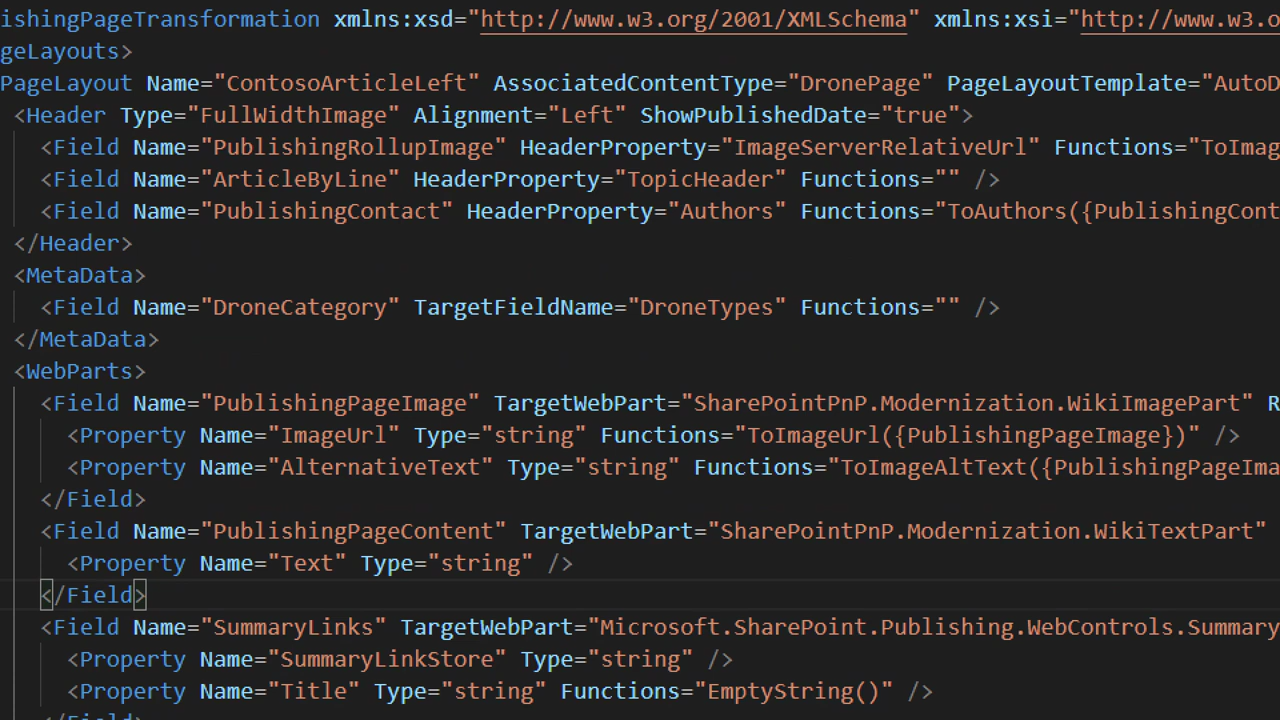 ishingPageTransformation xmlns:xsd="http://www.w3.org/2001/XMLSchema" xmlns:xsi="http://www.w3.o
geLayouts>
PageLayout Name="ContosoArticleLeft" AssociatedContentType="DronePage" PageLayoutTemplate="AutoD
<Header Type="FullWidthImage" Alignment="Left" ShowPublishedDate="true">
<Field Name="PublishingRollupImage" HeaderProperty="ImageServerRelativeUrl" Functions="ToImag
<Field Name="ArticleByLine" HeaderProperty="TopicHeader" Functions="" />
<Field Name="PublishingContact" HeaderProperty="Authors" Functions="ToAuthors({PublishingCont
</Header>
<MetaData>
<Field Name="DroneCategory" TargetFieldName="DroneTypes" Functions="" />
</MetaData>
<WebParts>
<Field Name="PublishingPageImage" TargetWebPart="SharePointPnP.Modernization.WikiImagePart" R
<Property Name="ImageUrl" Type="string" Functions="ToImageUrl({PublishingPageImage})" />
<Property Name="AlternativeText" Type="string" Functions="ToImageAltText({PublishingPageIma
</Field>
<Field Name="PublishingPageContent" TargetWebPart="SharePointPnP.Modernization.WikiTextPart"
<Property Name="Text" Type="string" />
</Field>
<Field Name="SummaryLinks" TargetWebPart="Microsoft.SharePoint.Publishing.WebControls.Summary
<Property Name="SummaryLinkStore" Type="string" />
<Property Name="Title" Type="string" Functions="EmptyString()" />
</Field>